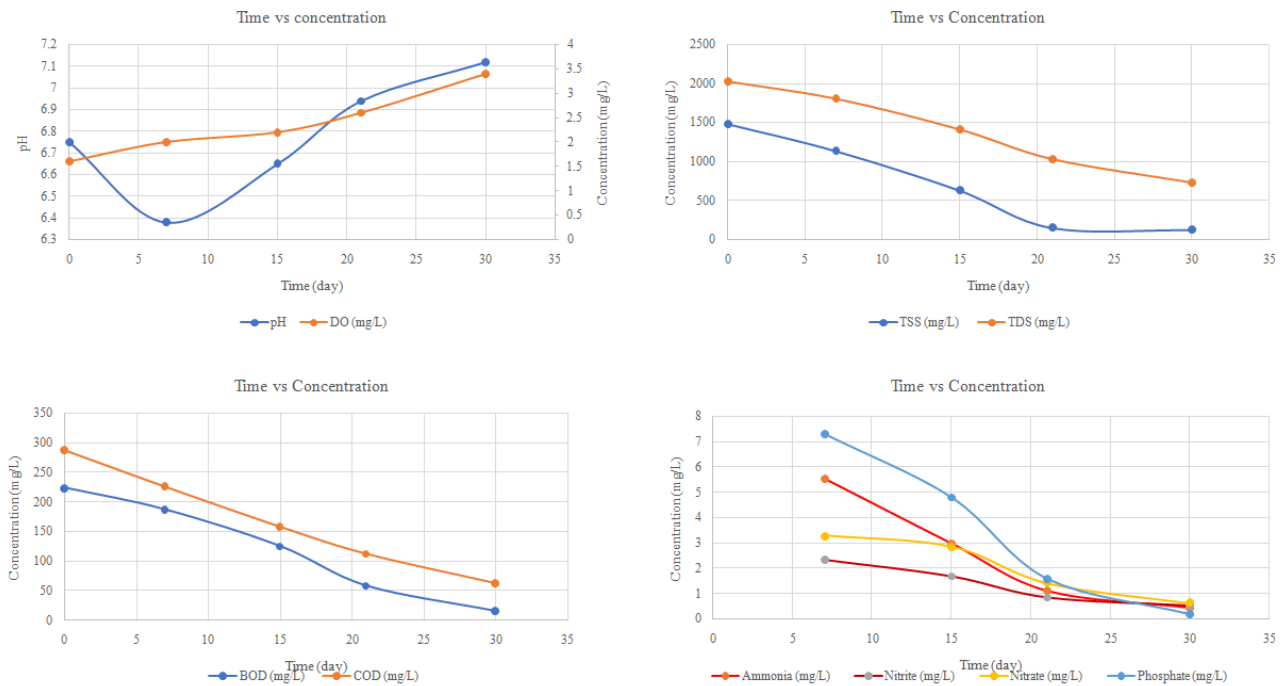 Time vs concentration
7.2
7.1
7
6.9
6.8
6.7
6.6
6.5
6.4
6.3
pH
4
3.5
3
2.5
2
1.5
1
0.5
0
Concentration (mg/L)
0 5 10 15 20 25 30 35
Time (day)
pH DO (mg/L)
Time vs Concentration
2500
2000
1500
1000
500
0
Concentration (mg/L)
0 5 10 15 20 25 30 35
Time (day)
TSS (mg/L) TDS (mg/L)
Time vs Concentration
350
300
250
200
150
100
50
0
Concentration (mg/L)
0 5 10 15 20 25 30 35
Time (day)
BOD (mg/L) COD (mg/L)
Time vs Concentration
8
7
6
5
4
3
2
1
0
Concentration (mg/L)
0 5 10 15 20 25 30 35
Time (day)
Ammonia (mg/L) Nitrite (mg/L) Nitrate (mg/L) Phosphate (mg/L)